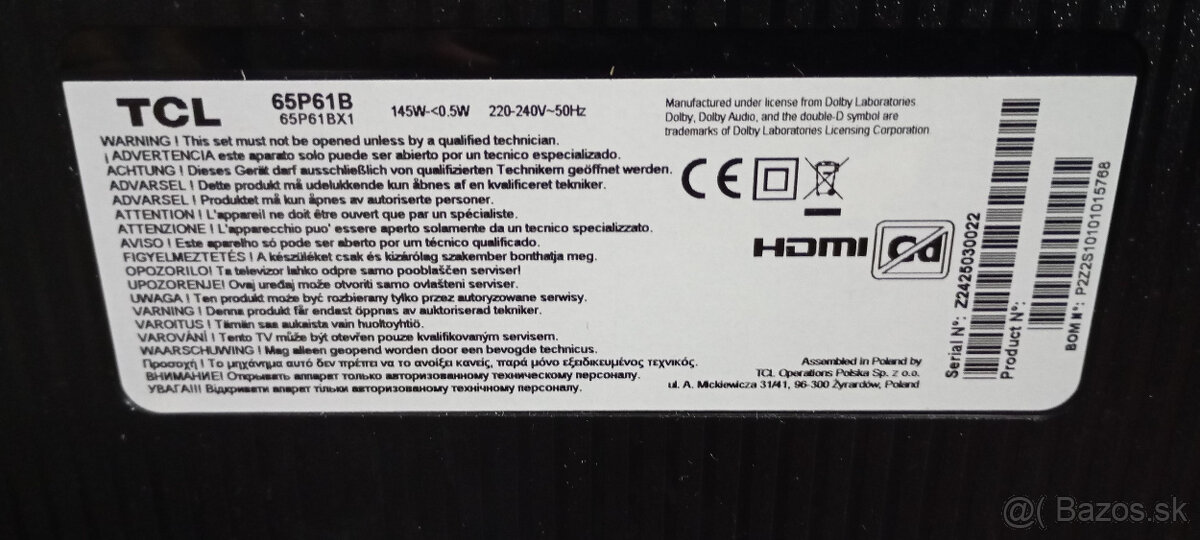 TCL
65P61B
65P61BX1
145W-<0.5W 220-240V~50Hz
WARNING ! This set must not be opened unless by a qualified technician.
¡ ADVERTENCIA este aparato solo puede ser abierto por un tecnico especializado.
ACHTUNG ! Dieses Gerät darf ausschließlich von qualifizierten Technikern geöffnet werden.
ADVARSEL ! Dette produkt må udelukkende kun åbnes af en kvalificeret tekniker.
ADVARSEL ! Produktet må kun åpnes av autoriserte personer.
ATTENTION ! L'appareil ne doit être ouvert que par un spécialiste.
ATTENZIONE ! L'apparecchio puo' essere aperto solamente da un tecnico specializzato.
AVISO ! Este aparelho só pode ser aberto por um técnico qualificado.
FIGYELMEZTETÉS ! A készüléket csak és kizárólag szakember bonthatja meg.
OPOZORILO! Ta televizor lahko odpre samo pooblaščen serviser!
UPOZORENJE! Ovaj uređaj može otvoriti samo ovlašteni serviser.
UWAGA ! Ten produkt może być rozbierany tylko przez autoryzowane serwisy.
VARNING ! Denna produkt får endast öppnas av auktoriserad tekniker.
VAROITUS ! Tämän saa aukaista vain huoltoyhtiö.
VAROVÁNÍ ! Tento TV může být otevřen pouze kvalifikovaným servisem.
WAARSCHUWING ! Mag alleen geopend worden door een bevogde technicus.
Προσοχή ! Το μηχάνημα αυτό δεν πρέπει να το ανοίξει κανείς, παρά μόνο εξειδικευμένος τεχνικός.
ВНИМАНИЕ! Открывать аппарат только авторизованному техническому персоналу.
УВАГА!!! Відкривати апарат тільки авторизованому технічному персоналу.
Manufactured under license from Dolby Laboratories
Dolby, Dolby Audio, and the double-D symbol are
trademarks of Dolby Laboratories Licensing Corporation
CE
HDMI
Cd
Assembled in Poland by
TCL Operations Polska Sp. z o.o.
ul. A. Mickiewicza 31/41, 96-300 Żyrardów, Poland
Serial Nº: Z2425030022
Product Nº:
BOM Nº: P2Z2S10101015768
@( Bazos.sk